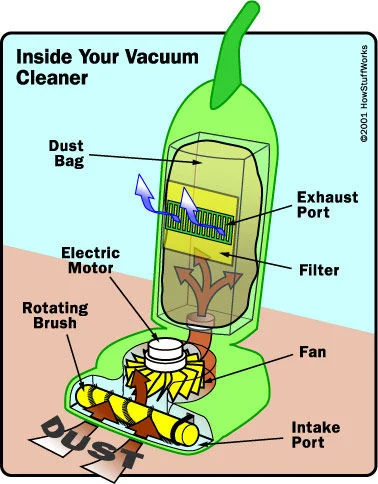 Inside Your Vacuum
Cleaner
©2001 HowStuffWorks
Dust
Bag
Exhaust
Port
Electric
Motor
Filter
Rotating
Brush
Fan
Intake
Port
DUST